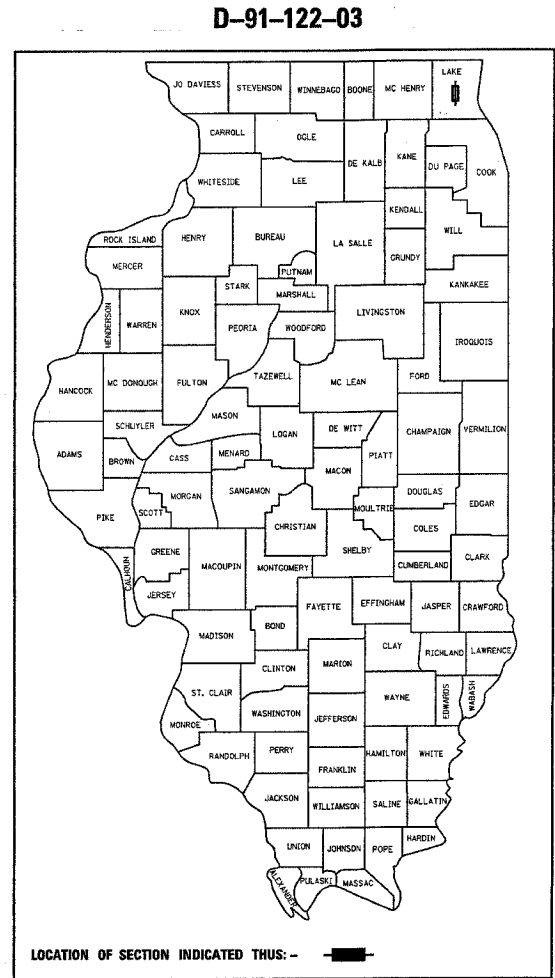 D–91–122–03
JO DAVIESS
STEVENSON
WINNEBAGO
BOONE
MC HENRY
LAKE
CARROLL
OGLE
DE KALB
KANE
DU PAGE
COOK
WHITESIDE
LEE
KENDALL
WILL
ROCK ISLAND
HENRY
BUREAU
LA SALLE
GRUNDY
MERCER
PUTNAM
STARK
MARSHALL
KANKAKEE
HENDERSON
WARREN
KNOX
PEORIA
WOODFORD
LIVINGSTON
IROQUOIS
HANCOCK
MC DONOUGH
FULTON
TAZEWELL
MC LEAN
FORD
MASON
SCHUYLER
LOGAN
DE WITT
CHAMPAIGN
VERMILION
ADAMS
BROWN
CASS
MENARD
PIATT
MACON
MORGAN
SANGAMON
DOUGLAS
EDGAR
PIKE
SCOTT
CHRISTIAN
MOULTRIE
COLES
GREENE
MACOUPIN
MONTGOMERY
SHELBY
CUMBERLAND
CLARK
CALHOUN
JERSEY
FAYETTE
EFFINGHAM
JASPER
CRAWFORD
MADISON
BOND
CLAY
RICHLAND
LAWRENCE
MARION
CLINTON
ST. CLAIR
WAYNE
EDWARDS
WABASH
WASHINGTON
JEFFERSON
MONROE
RANDOLPH
PERRY
HAMILTON
WHITE
FRANKLIN
JACKSON
WILLIAMSON
SALINE
GALLATIN
UNION
JOHNSON
POPE
HARDIN
ALEXANDER
PULASKI
MASSAC
LOCATION OF SECTION INDICATED THUS: –